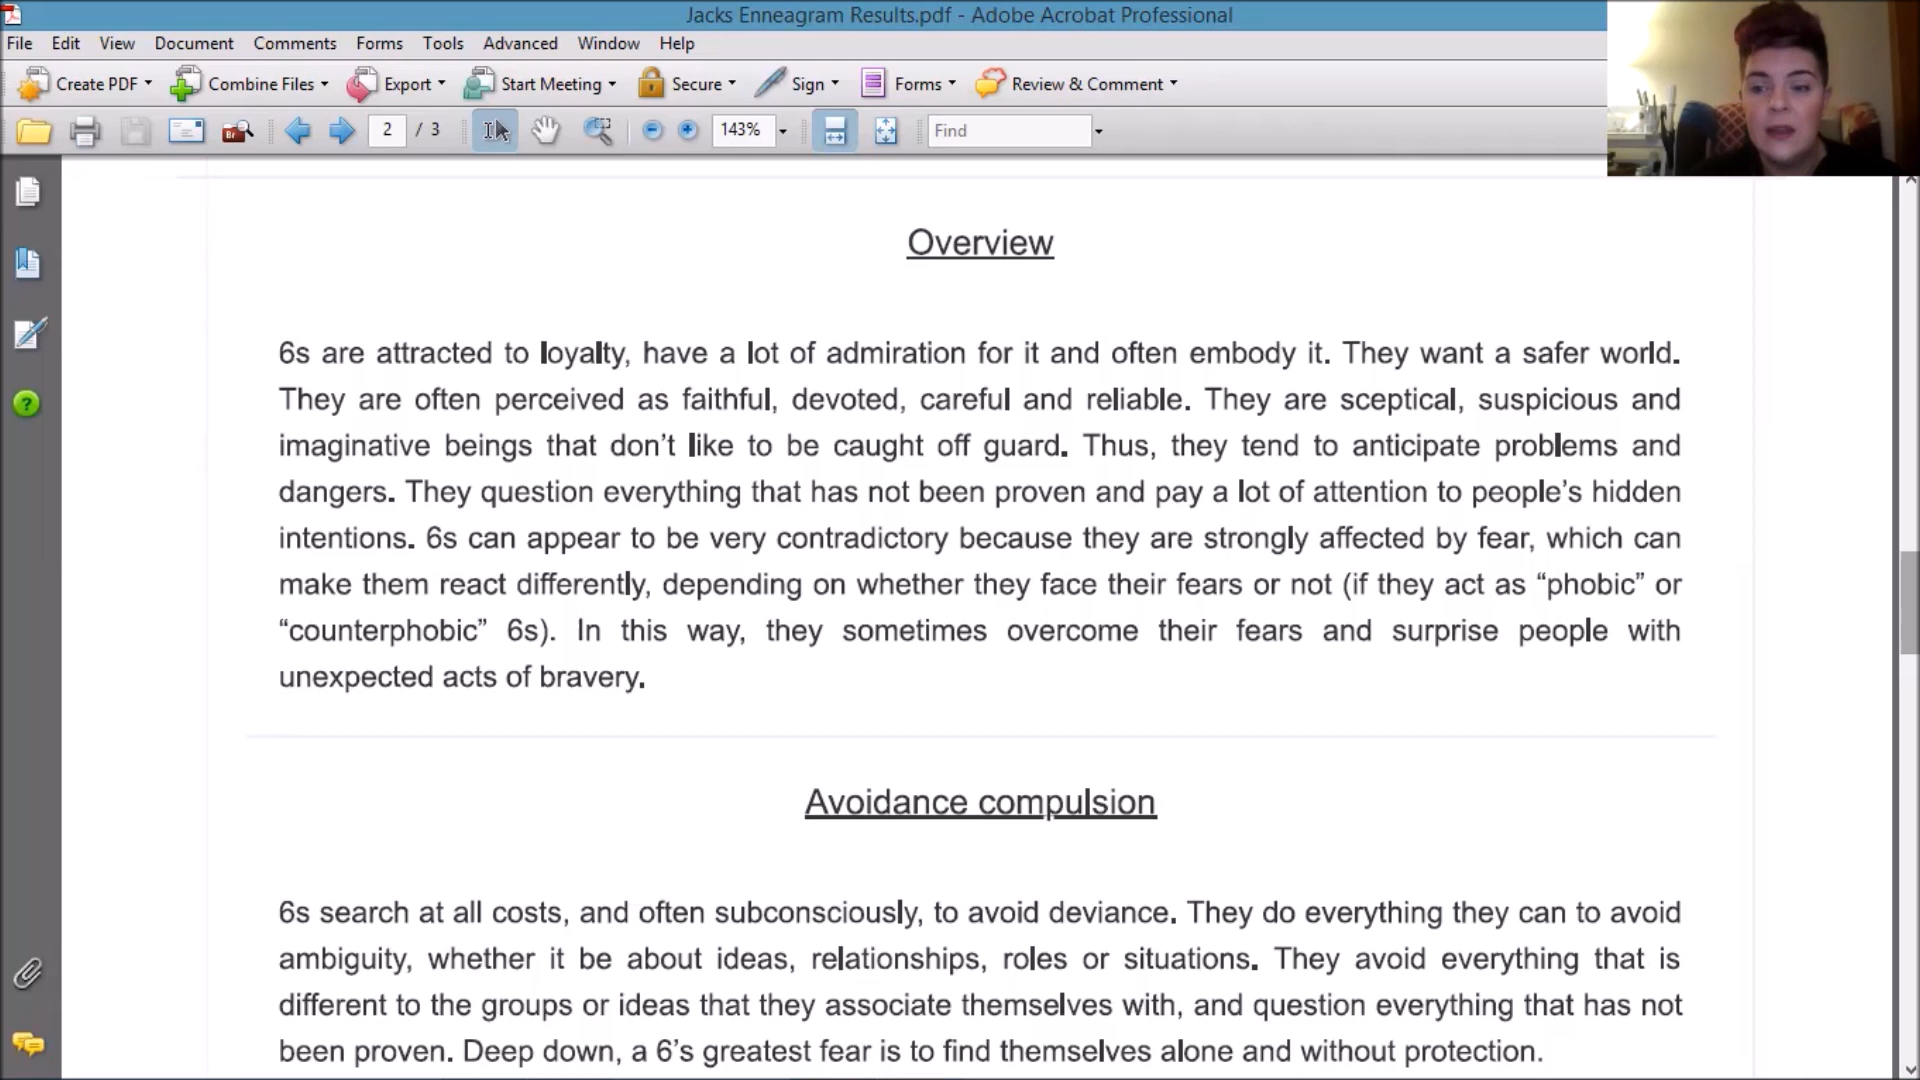 Jacks Enneagram Results.pdf - Adobe Acrobat Professional
File Edit View Document Comments Forms Tools Advanced Window Help
Create PDF Combine Files Export Start Meeting Secure Sign Forms Review & Comment
2 / 3 143% Find
Overview
6s are attracted to loyalty, have a lot of admiration for it and often embody it. They want a safer world.
They are often perceived as faithful, devoted, careful and reliable. They are sceptical, suspicious and
imaginative beings that don’t like to be caught off guard. Thus, they tend to anticipate problems and
dangers. They question everything that has not been proven and pay a lot of attention to people’s hidden
intentions. 6s can appear to be very contradictory because they are strongly affected by fear, which can
make them react differently, depending on whether they face their fears or not (if they act as “phobic” or
“counterphobic” 6s). In this way, they sometimes overcome their fears and surprise people with
unexpected acts of bravery.
Avoidance compulsion
6s search at all costs, and often subconsciously, to avoid deviance. They do everything they can to avoid
ambiguity, whether it be about ideas, relationships, roles or situations. They avoid everything that is
different to the groups or ideas that they associate themselves with, and question everything that has not
been proven. Deep down, a 6’s greatest fear is to find themselves alone and without protection.